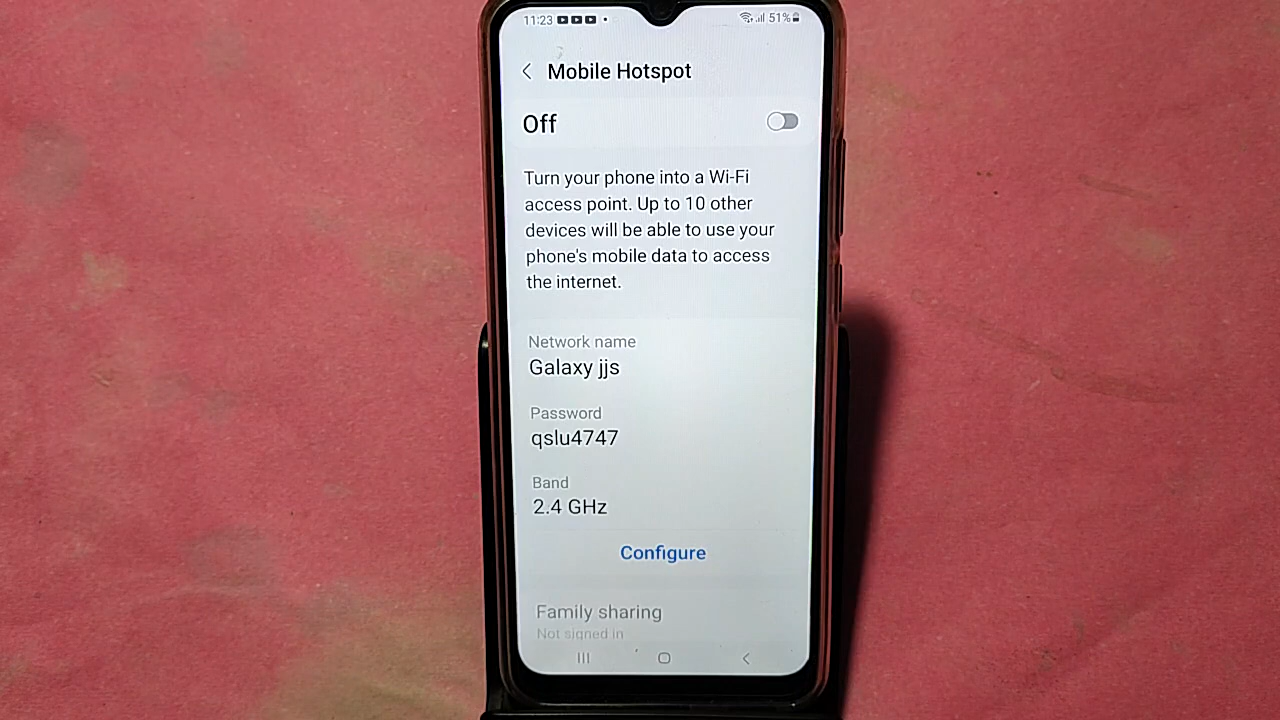 11:23 51%
Mobile Hotspot
Off
Turn your phone into a Wi-Fi
access point. Up to 10 other
devices will be able to use your
phone's mobile data to access
the internet.
Network name
Galaxy jjs
Password
qslu4747
Band
2.4 GHz
Configure
Family sharing
Not signed in